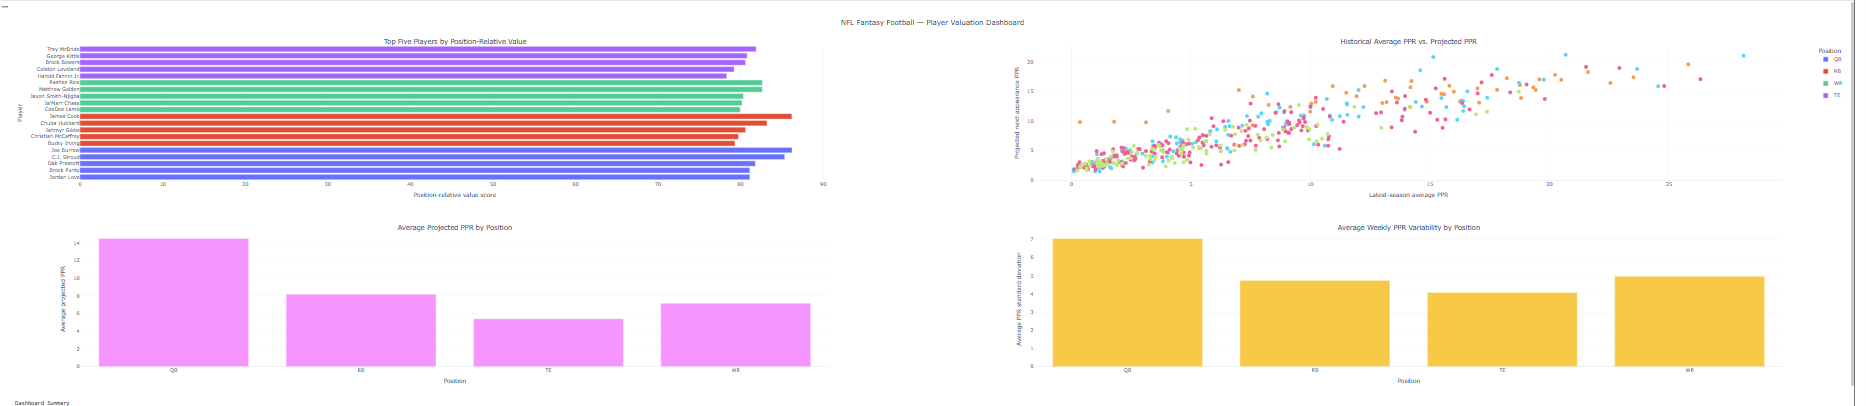 NFL Fantasy Football — Player Valuation Dashboard
Top Five Players by Position-Relative Value
Player
Trey McBride
George Kittle
Brock Bowers
Colston Loveland
Harold Fannin Jr.
Rashee Rice
Matthew Golden
Jaxon Smith-Njigba
Ja'Marr Chase
CeeDee Lamb
James Cook
Chuba Hubbard
Jahmyr Gibbs
Christian McCaffrey
Bucky Irving
Joe Burrow
C.J. Stroud
Dak Prescott
Brock Purdy
Jordan Love
0 10 20 30 40 50 60 70 80 90
Position-relative value score
Historical Average PPR vs. Projected PPR
Projected next-appearance PPR
20
15
10
5
0
0 5 10 15 20 25
Latest-season average PPR
Position
QB
RB
WR
TE
Average Projected PPR by Position
Average projected PPR
14
12
10
8
6
4
2
0
QB RB TE WR
Position
Average Weekly PPR Variability by Position
Average PPR standard deviation
7
6
5
4
3
2
1
0
QB RB TE WR
Position
Dashboard Summary